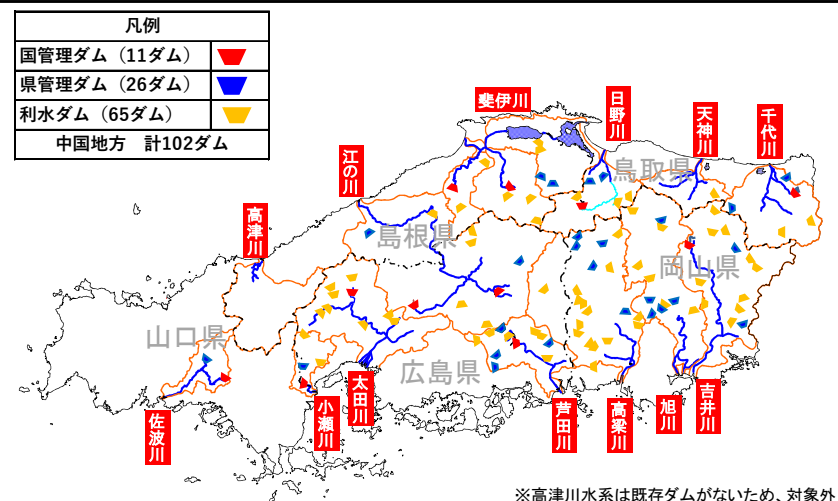 凡例
国管理ダム（11ダム）
県管理ダム（26ダム）
利水ダム（65ダム）
中国地方　計102ダム
斐伊川
日野川
天神川
千代川
江の川
高津川
鳥取県
島根県
岡山県
山口県
広島県
佐波川
小瀬川
太田川
芦田川
高梁川
旭川
吉井川
※高津川水系は既存ダムがないため、対象外